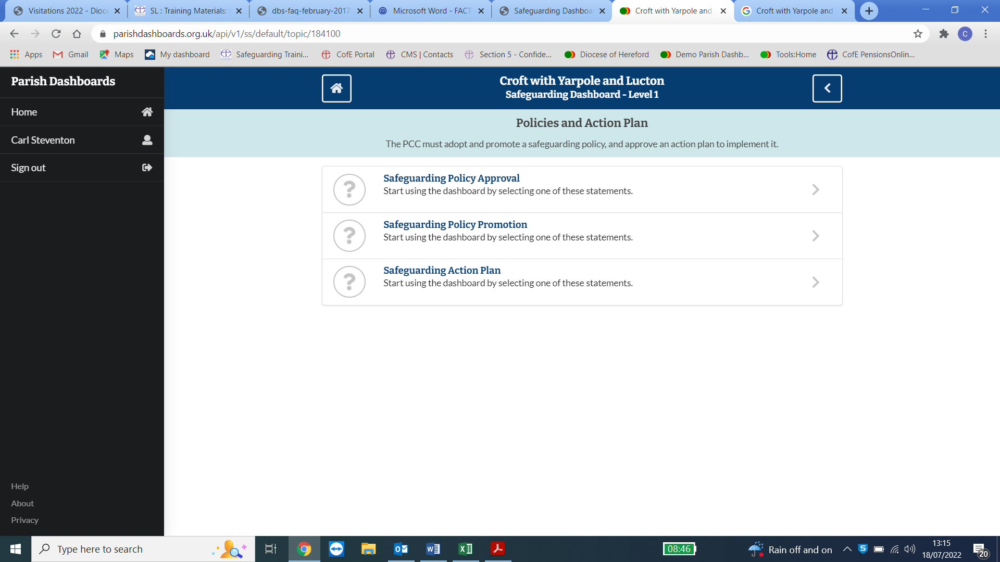 Visitations 2022 - Dioce
SL : Training Materials:
dbs-faq-february-2017
Microsoft Word - FACT
Safeguarding Dashboa
Croft with Yarpole and
Croft with Yarpole and
parishdashboards.org.uk/api/v1/ss/default/topic/184100
C
Apps
Gmail
Maps
My dashboard
Safeguarding Traini...
CofE Portal
CMS | Contacts
Section 5 - Confide...
Diocese of Hereford
Demo Parish Dashb...
Tools:Home
CofE PensionsOnlin...
Parish Dashboards
Home
Carl Steventon
Sign out
Croft with Yarpole and Lucton
Safeguarding Dashboard - Level 1
Policies and Action Plan
The PCC must adopt and promote a safeguarding policy, and approve an action plan to implement it.
Safeguarding Policy Approval
Start using the dashboard by selecting one of these statements.
Safeguarding Policy Promotion
Start using the dashboard by selecting one of these statements.
Safeguarding Action Plan
Start using the dashboard by selecting one of these statements.
Help
About
Privacy
Type here to search
08:46
Rain off and on
13:15
18/07/2022
20